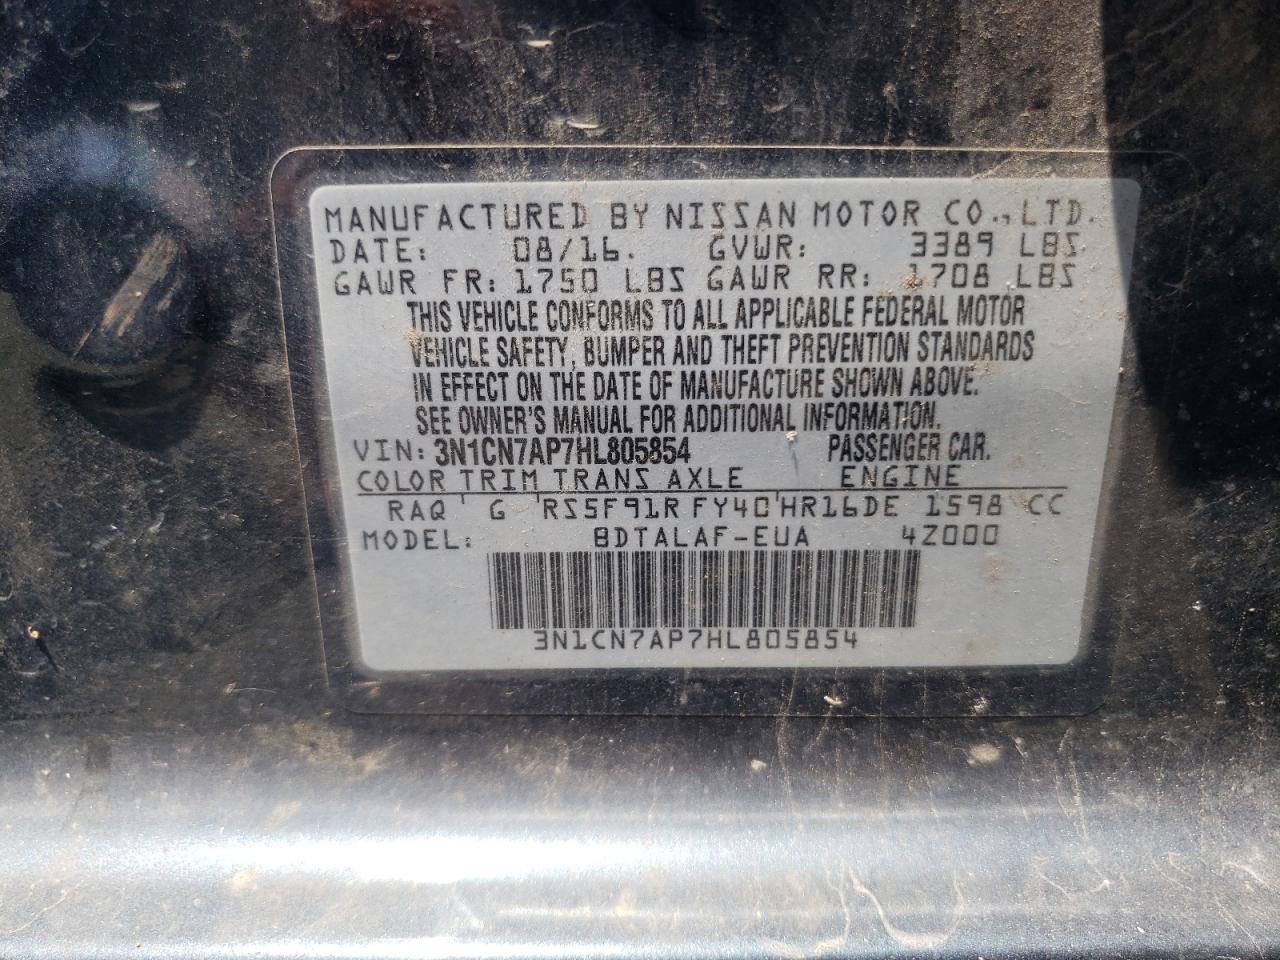 MANUFACTURED BY NISSAN MOTOR CO., LTD.
DATE: 08/16. GVWR: 3389 LBS.
GAWR FR: 1750 LBS GAWR RR: 1708 LBS
THIS VEHICLE CONFORMS TO ALL APPLICABLE FEDERAL MOTOR
VEHICLE SAFETY, BUMPER AND THEFT PREVENTION STANDARDS
IN EFFECT ON THE DATE OF MANUFACTURE SHOWN ABOVE.
SEE OWNER'S MANUAL FOR ADDITIONAL INFORMATION.
VIN: 3N1CN7AP7HL805854 PASSENGER CAR.
COLOR TRIM TRANS AXLE ENGINE
RAQ G RS5F91R FY40 HR16DE 1598 CC
MODEL: BDTALAF-EUA 4Z000
3N1CN7AP7HL805854